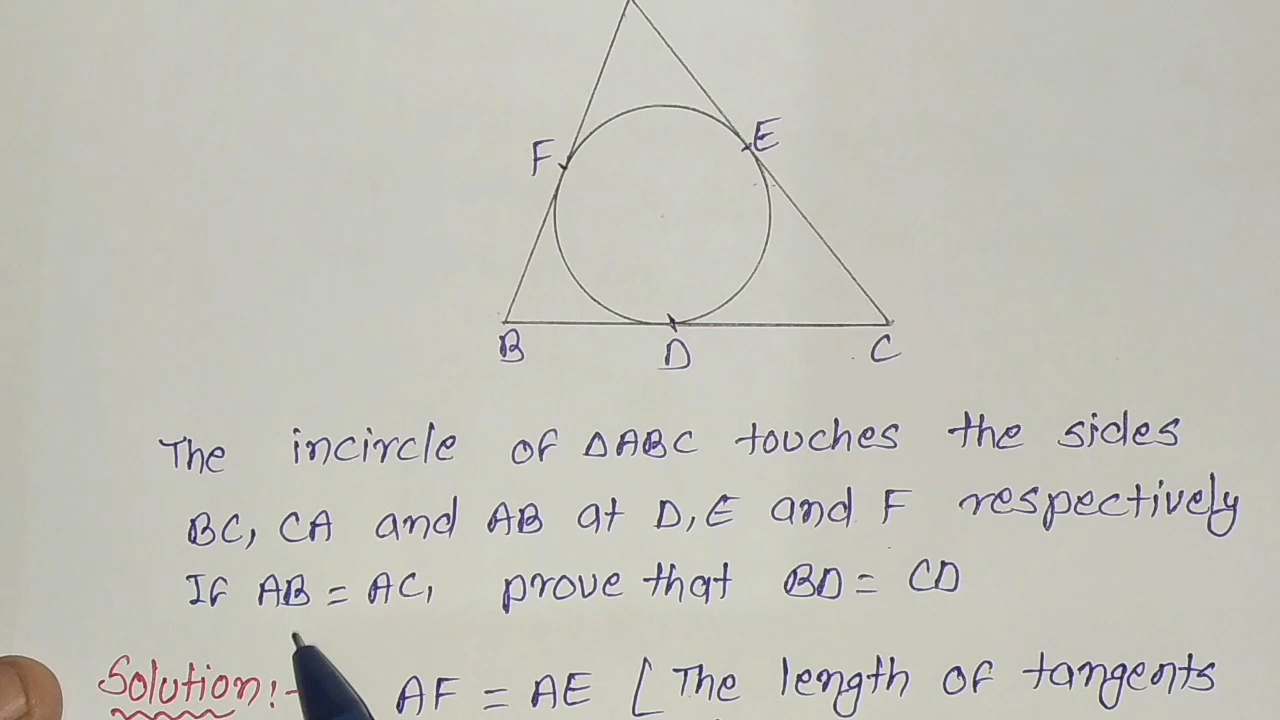 F
E
B
D
C
The incircle of ΔABC touches the sides
BC, CA and AB at D, E and F respectively
If AB = AC, prove that BD = CD
Solution:- AF = AE [The length of tangents